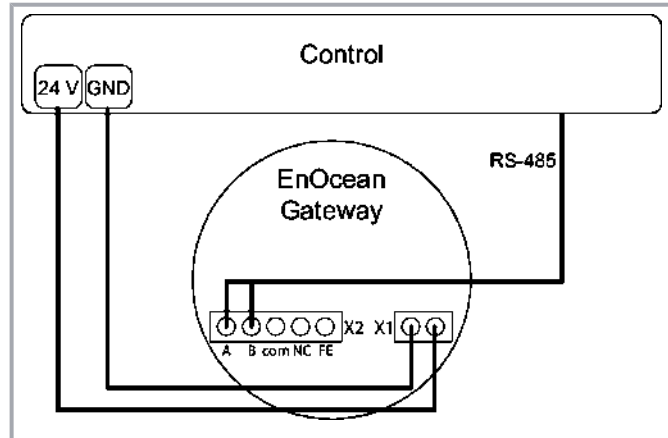 Control
24 V GND
RS-485
EnOcean
Gateway
X2 X1
A B com NC FE